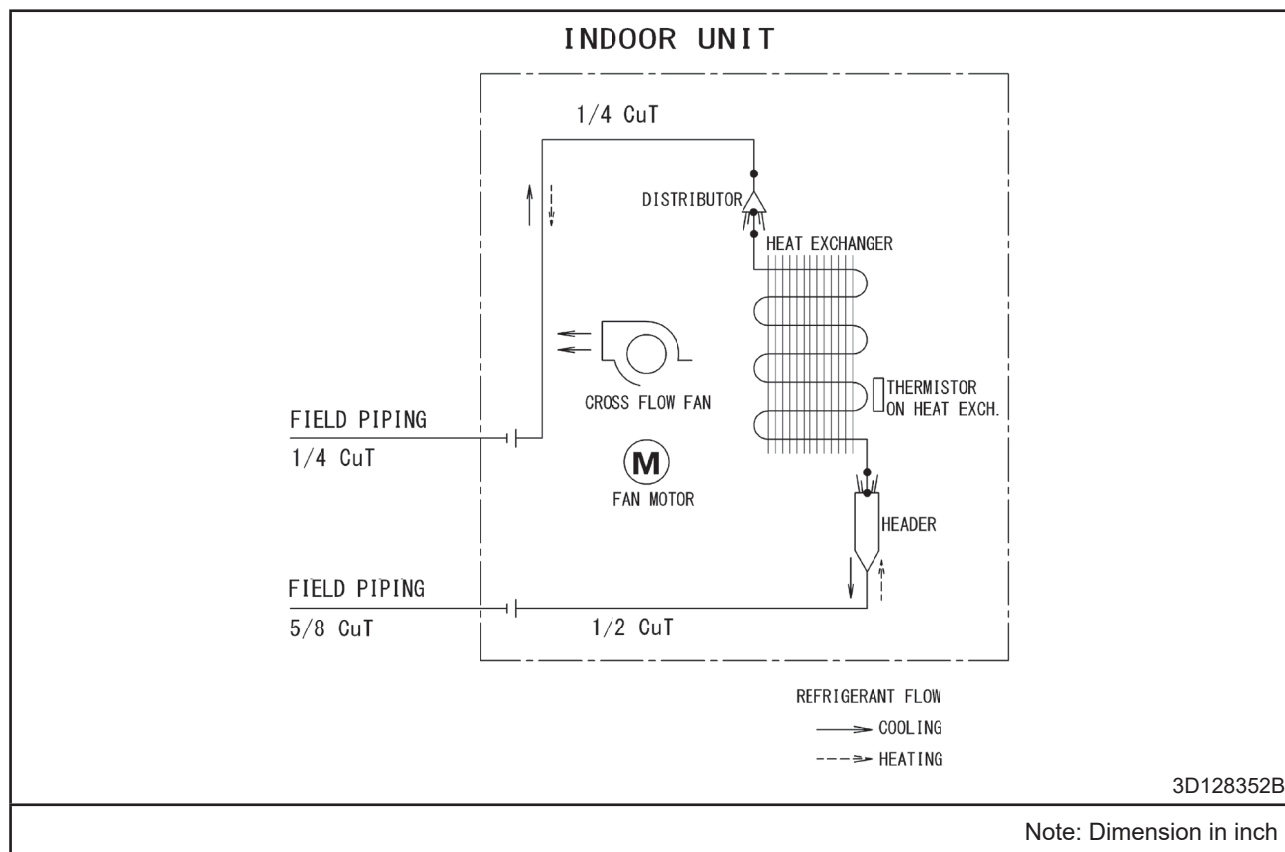 INDOOR UNIT
1/4 CuT
DISTRIBUTOR
HEAT EXCHANGER
THERMISTOR
ON HEAT EXCH.
CROSS FLOW FAN
FIELD PIPING
1/4 CuT
M
FAN MOTOR
HEADER
FIELD PIPING
5/8 CuT
1/2 CuT
REFRIGERANT FLOW
COOLING
HEATING
3D128352B
Note: Dimension in inch